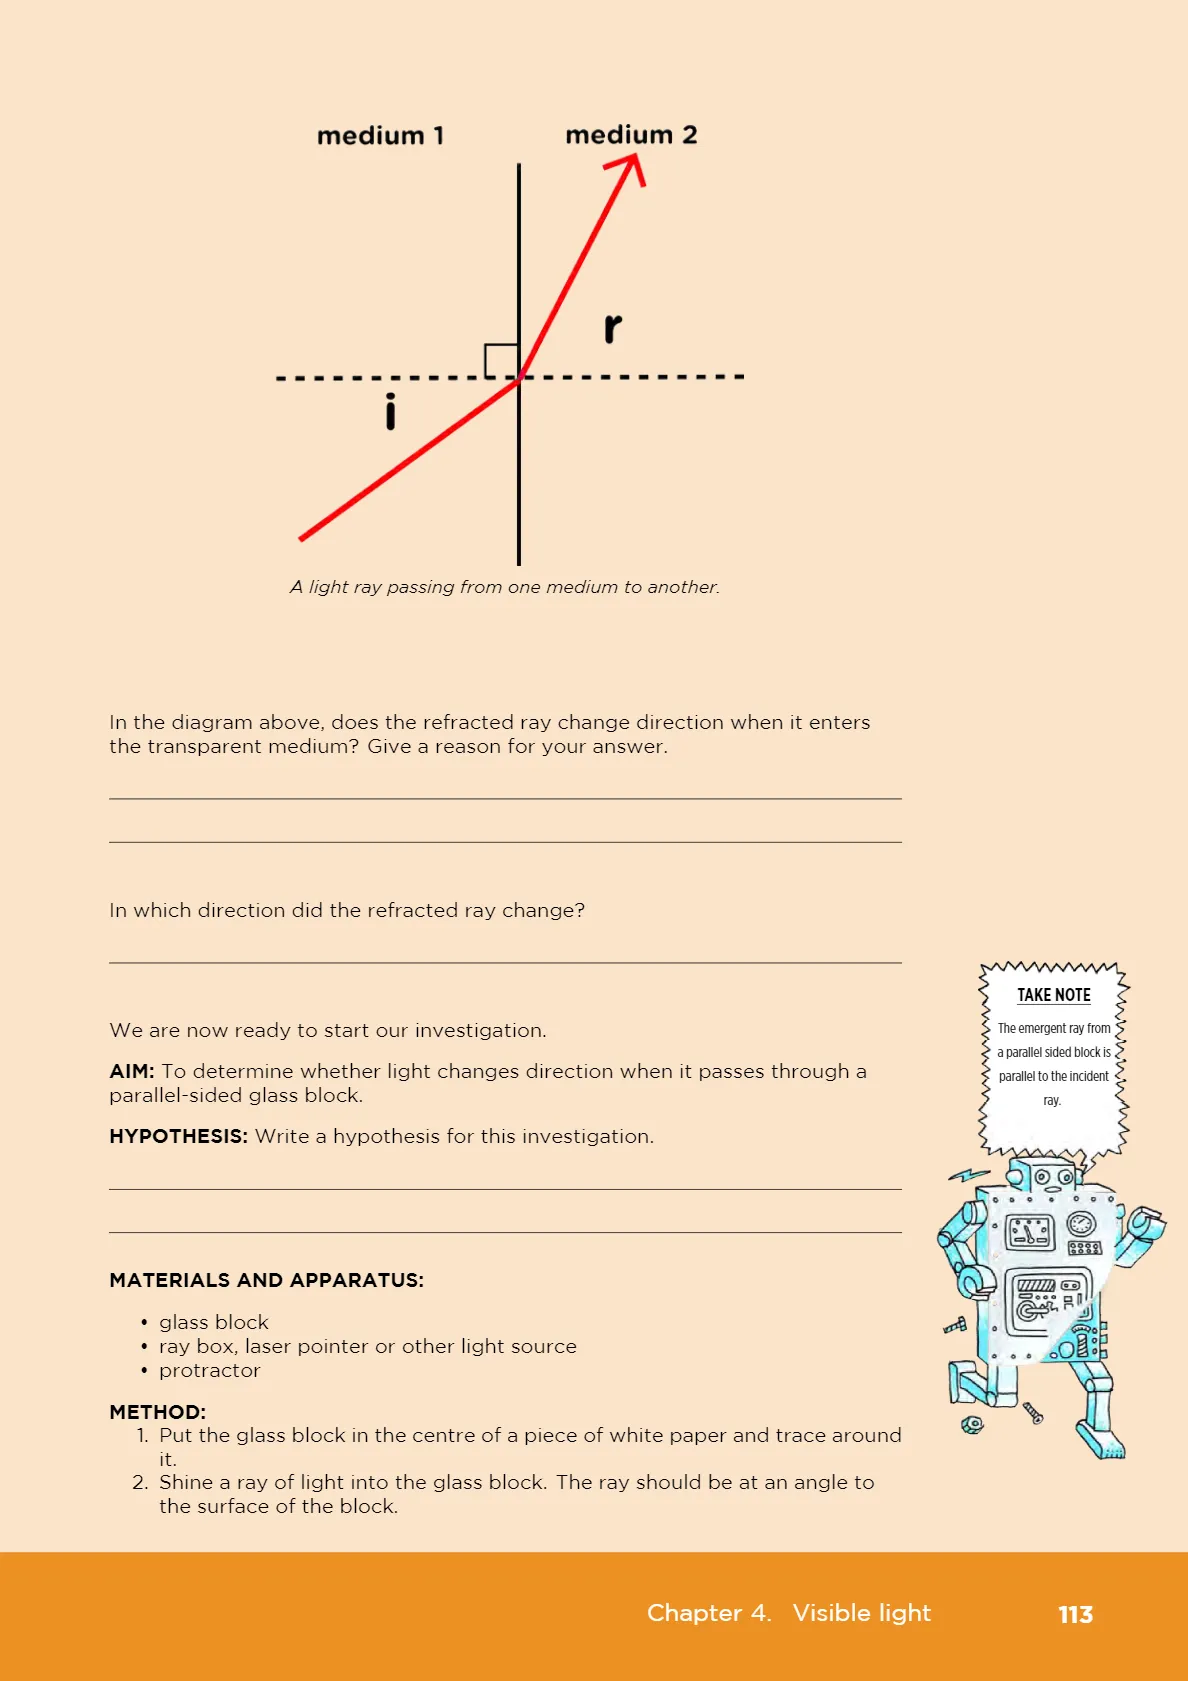 medium 1
medium 2
r
i
A light ray passing from one medium to another.
In the diagram above, does the refracted ray change direction when it enters
the transparent medium? Give a reason for your answer.
In which direction did the refracted ray change?
We are now ready to start our investigation.
AIM: To determine whether light changes direction when it passes through a
parallel-sided glass block.
HYPOTHESIS: Write a hypothesis for this investigation.
MATERIALS AND APPARATUS:
• glass block
• ray box, laser pointer or other light source
• protractor
METHOD:
1. Put the glass block in the centre of a piece of white paper and trace around
it.
2. Shine a ray of light into the glass block. The ray should be at an angle to
the surface of the block.
TAKE NOTE
The emergent ray from
a parallel sided block is
parallel to the incident
ray.
Chapter 4. Visible light
113